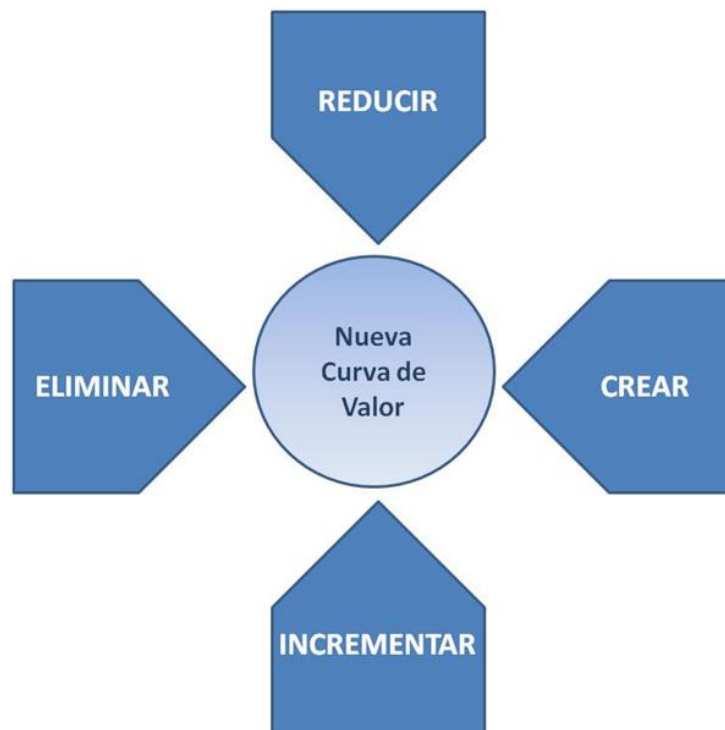 REDUCIR
ELIMINAR
Nueva
Curva de
Valor
CREAR
INCREMENTAR